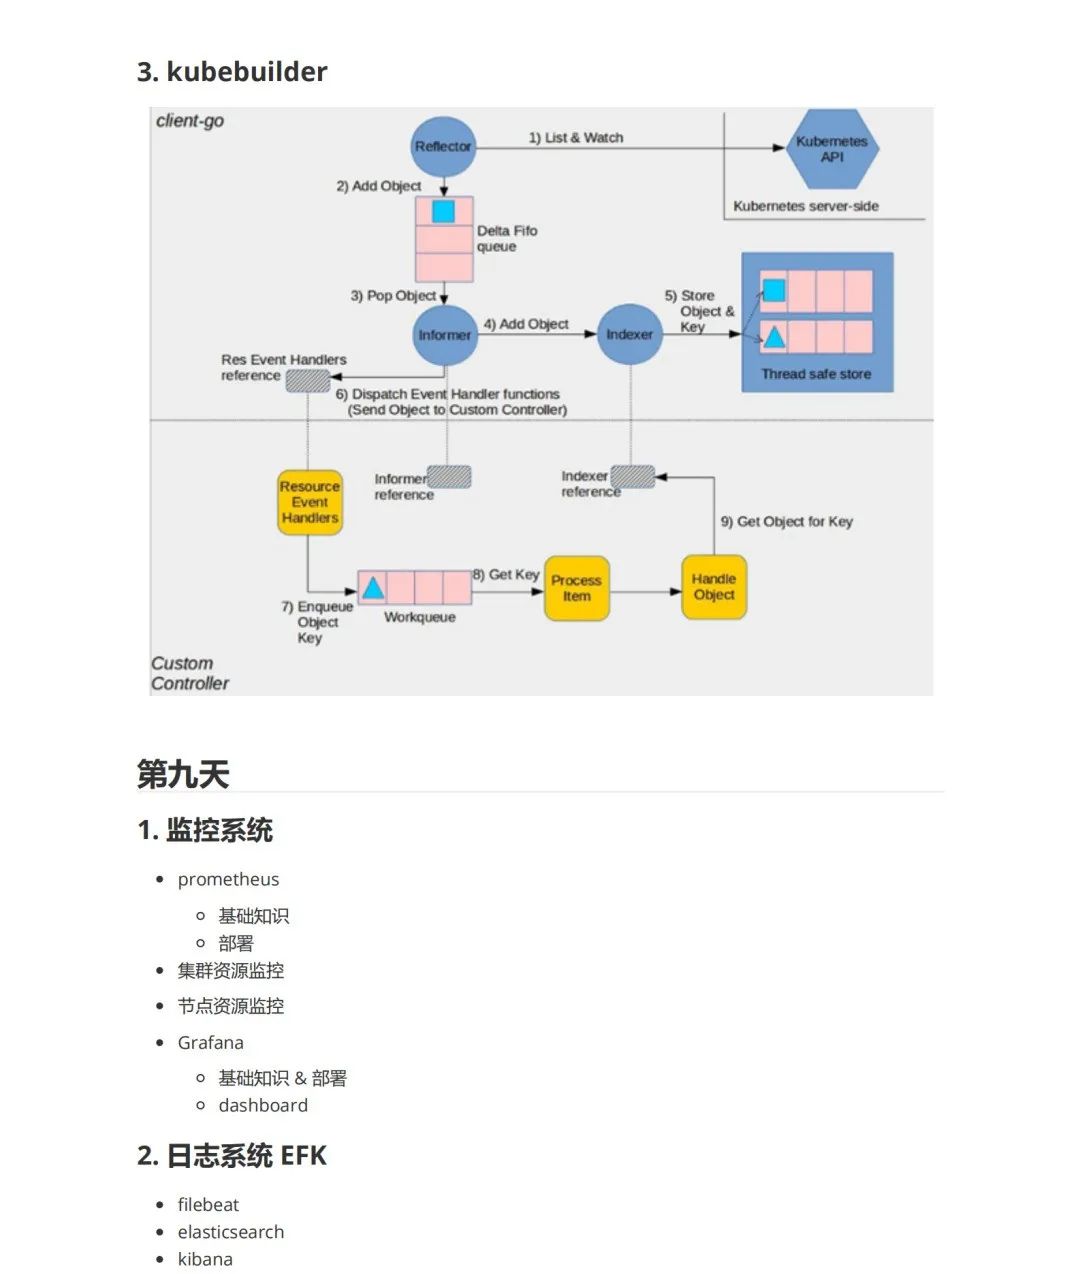 3. kubebuilder
client-go
Reflector
1) List & Watch
Kubernetes
API
2) Add Object
Kubernetes server-side
Delta Fifo
queue
3) Pop Object
Informer
4) Add Object
Indexer
5) Store
Object &
Key
Thread safe store
Res Event Handlers
reference
6) Dispatch Event Handler functions
(Send Object to Custom Controller)
Resource
Event
Handlers
Informer
reference
Indexer
reference
9) Get Object for Key
7) Enqueue
Object
Key
Workqueue
8) Get Key
Process
Item
Handle
Object
Custom
Controller
第九天
1. 监控系统
prometheus
基础知识
部署
集群资源监控
节点资源监控
Grafana
基础知识 & 部署
dashboard
2. 日志系统 EFK
filebeat
elasticsearch
kibana